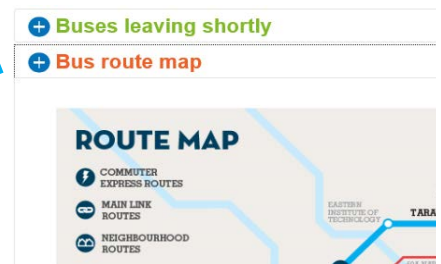 Buses leaving shortly
Bus route map
ROUTE MAP
COMMUTER
EXPRESS ROUTES
MAIN LINK
ROUTES
NEIGHBOURHOOD
ROUTES
EASTERN
INSTITUTE OF
TECHNOLOGY
TARA